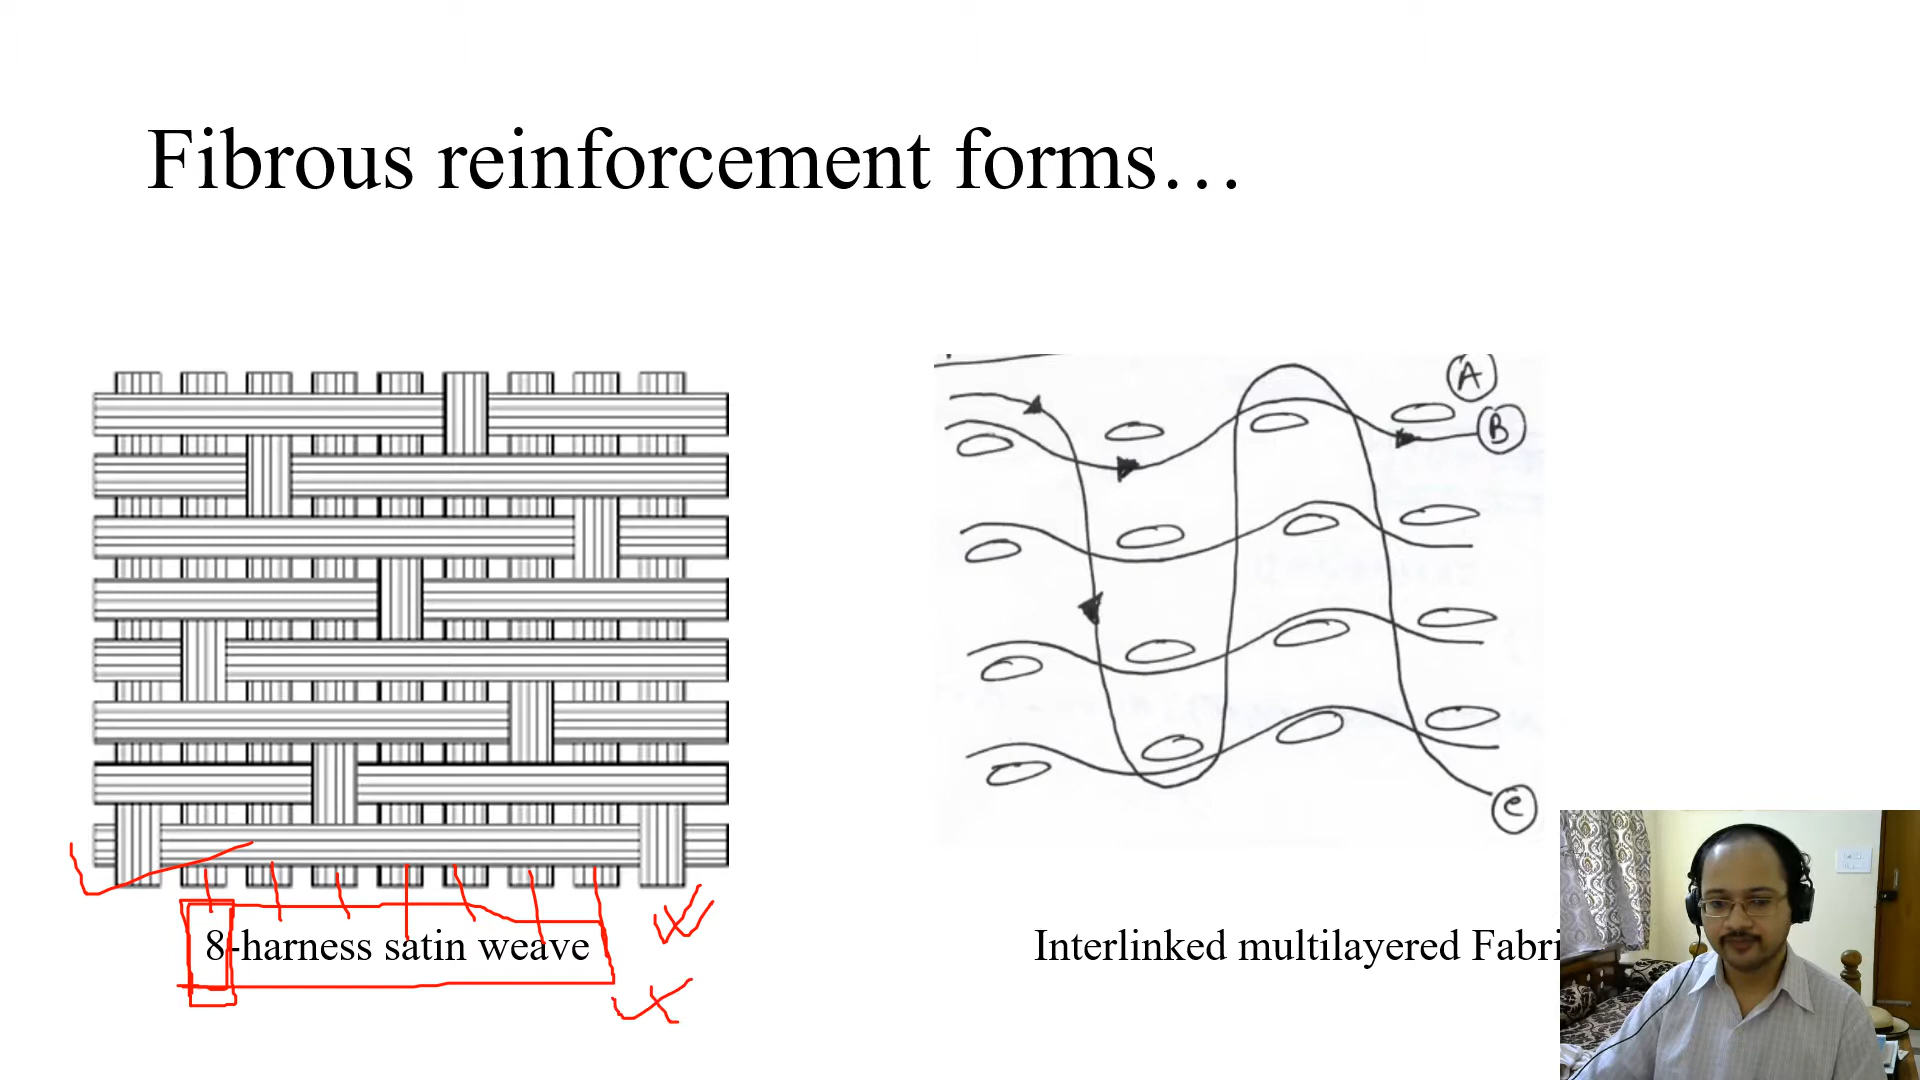 Fibrous reinforcement forms…
A
B
C
8-harness satin weave
Interlinked multilayered Fabri